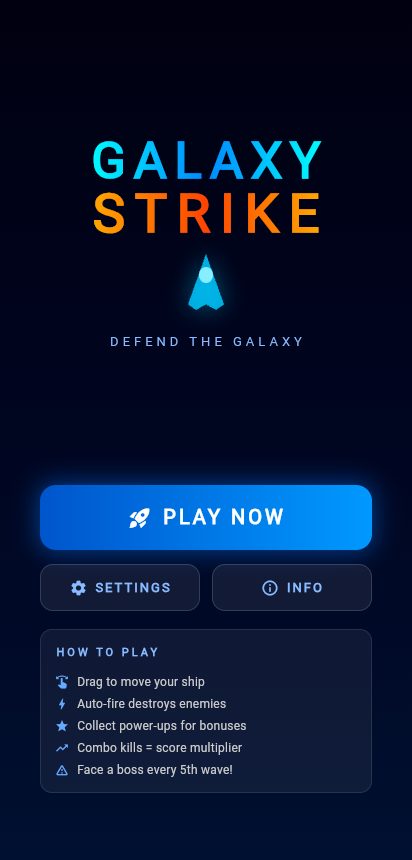 GALAXY
STRIKE
DEFEND THE GALAXY
PLAY NOW
SETTINGS
INFO
HOW TO PLAY
Drag to move your ship
Auto-fire destroys enemies
Collect power-ups for bonuses
Combo kills = score multiplier
Face a boss every 5th wave!